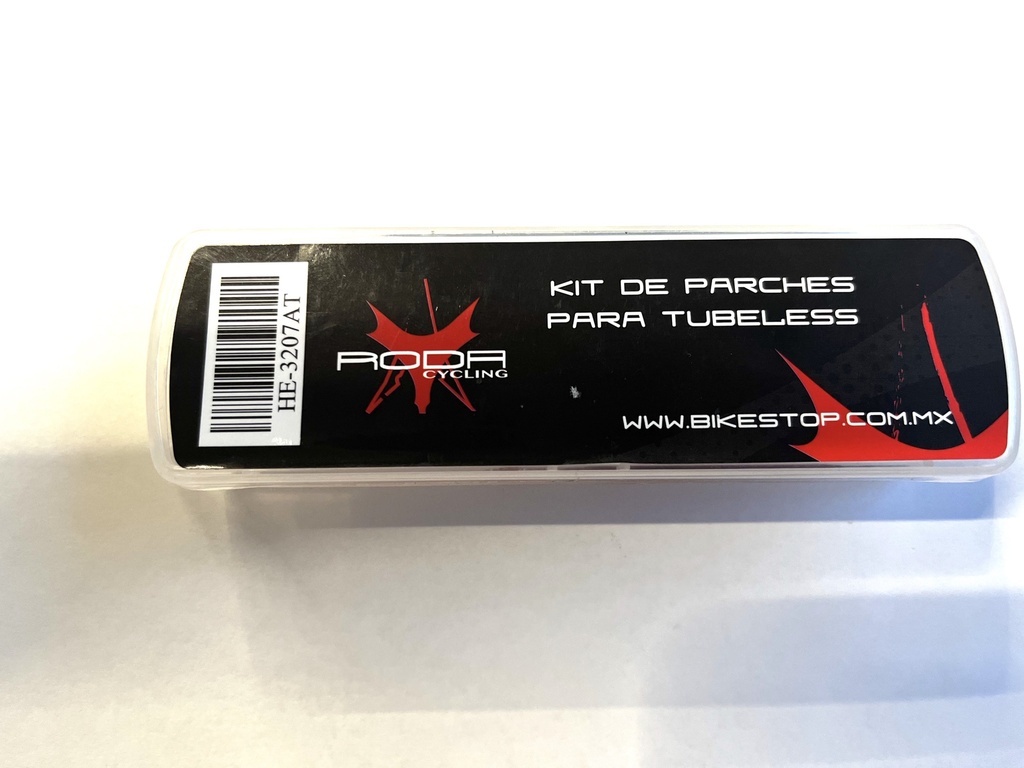 HE-3207AT
RODA
CYCLING
KIT DE PARCHES
PARA TUBELESS
WWW.BIKESTOP.COM.MX